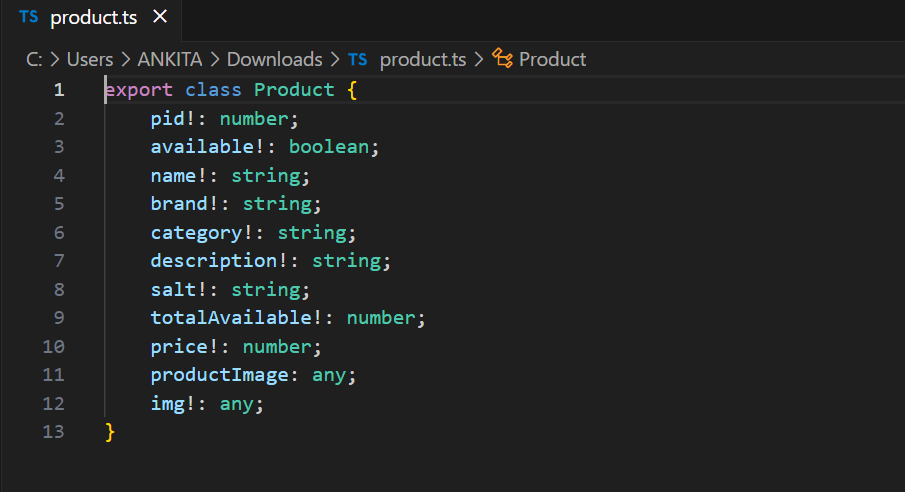 TS product.ts ×
C: > Users > ANKITA > Downloads > TS product.ts > Product
1 export class Product {
2 pid!: number;
3 available!: boolean;
4 name!: string;
5 brand!: string;
6 category!: string;
7 description!: string;
8 salt!: string;
9 totalAvailable!: number;
10 price!: number;
11 productImage: any;
12 img!: any;
13 }